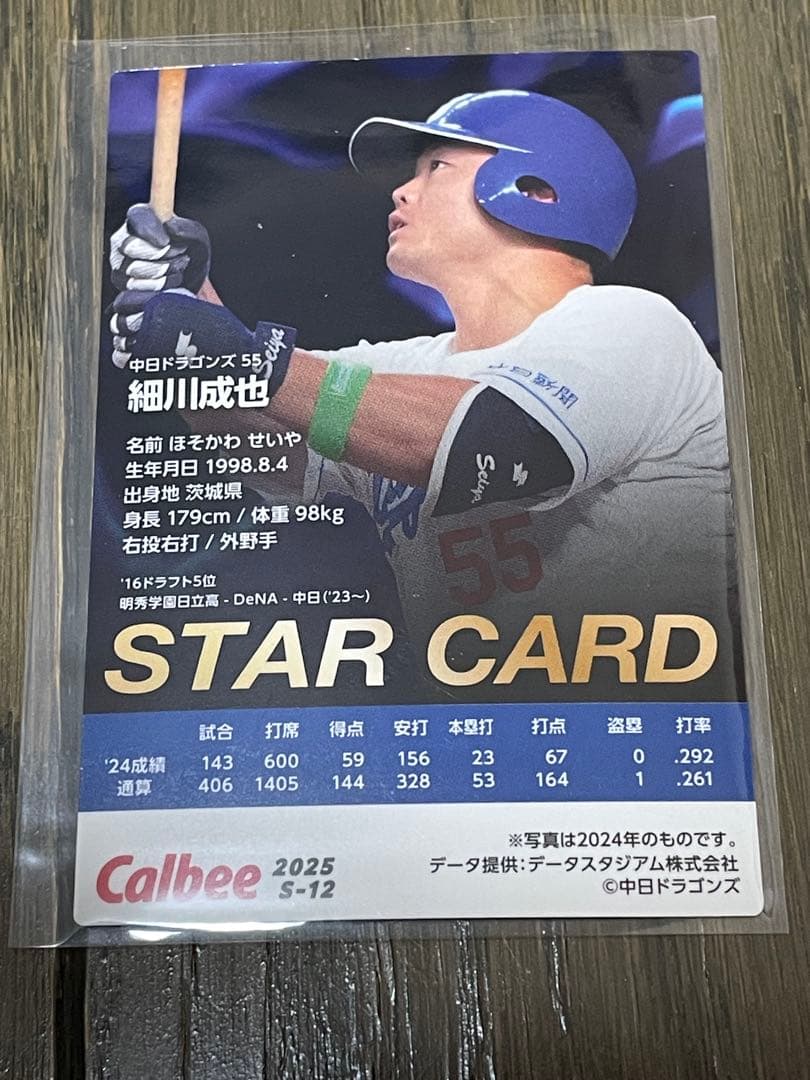 Seiya
中日新聞
Seiya
55
中日ドラゴンズ 55
細川成也
名前 ほそかわ せいや
生年月日 1998.8.4
出身地 茨城県
身長 179cm / 体重 98kg
右投右打 / 外野手
'16ドラフト5位
明秀学園日立高 - DeNA - 中日('23〜)
STAR CARD
試合 打席 得点 安打 本塁打 打点 盗塁 打率
'24成績 143 600 59 156 23 67 0 .292
通算 406 1405 144 328 53 164 1 .261
※写真は2024年のものです。
データ提供:データスタジアム株式会社
©中日ドラゴンズ
Calbee 2025
S-12